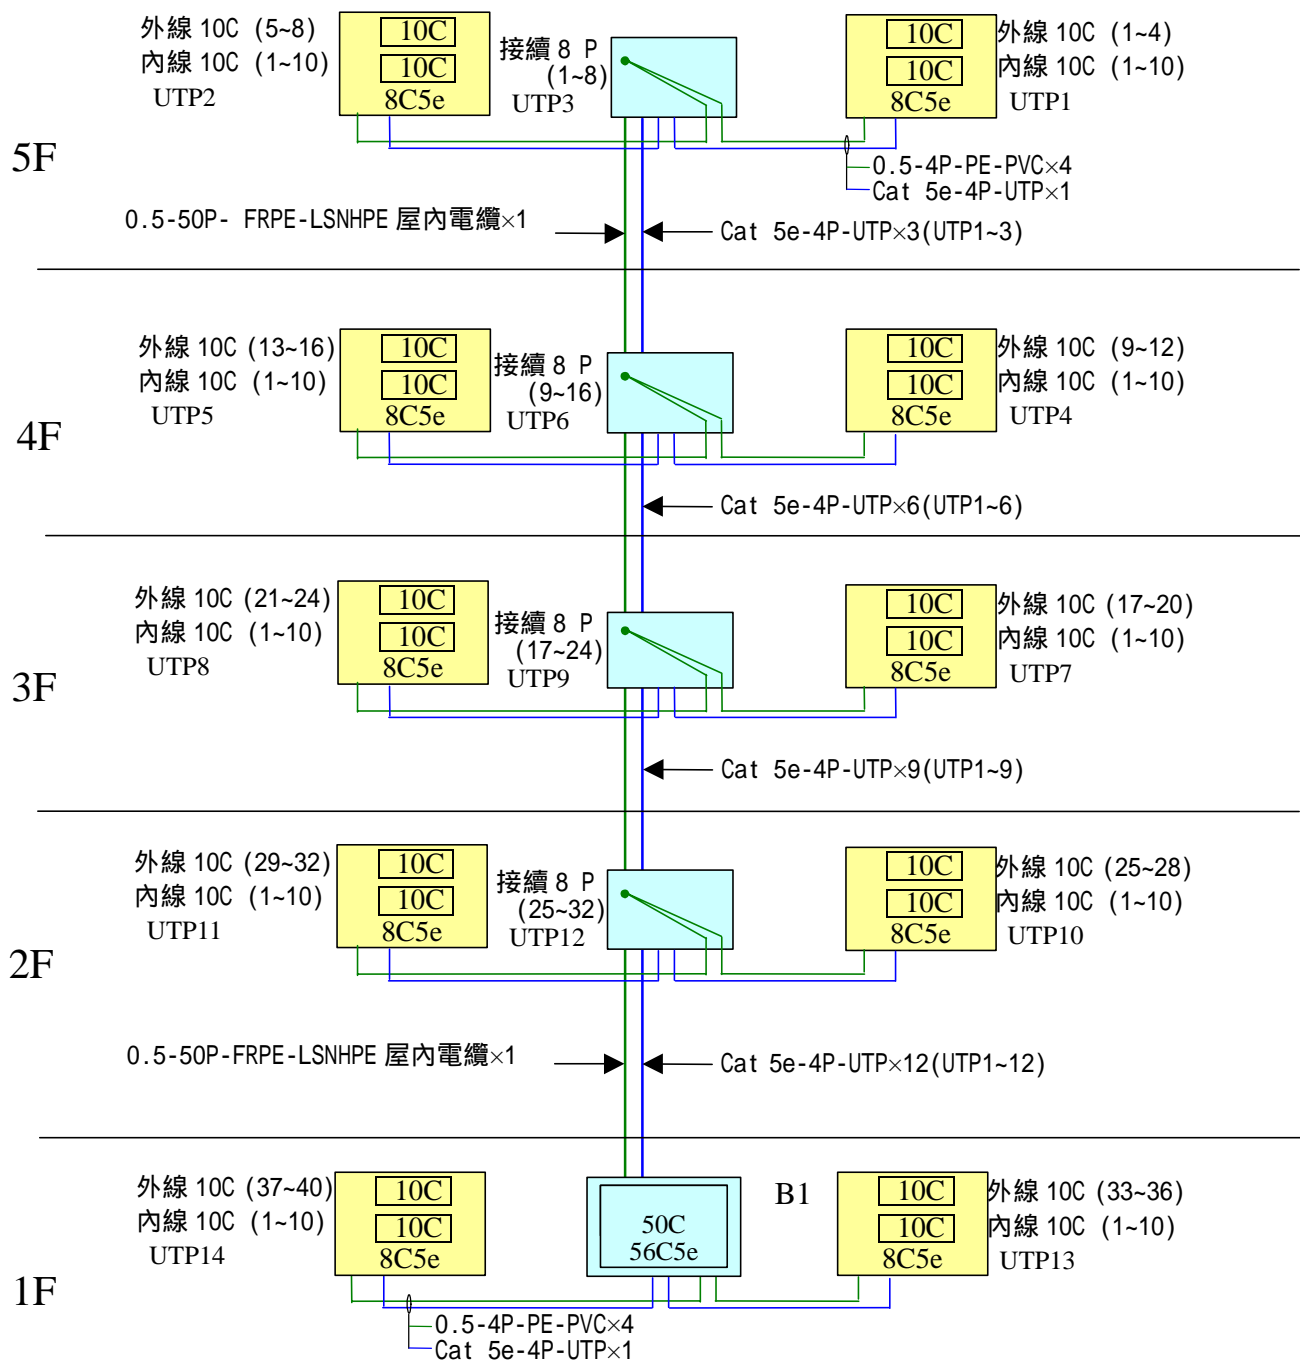 外線 10C (5~8)
內線 10C (1~10)
UTP2
10C
10C
8C5e
接續 8 P
(1~8)
UTP3
10C
10C
8C5e
外線 10C (1~4)
內線 10C (1~10)
UTP1
5F
0.5-4P-PE-PVC×4
Cat 5e-4P-UTP×1
0.5-50P- FRPE-LSNHPE 屋內電纜×1
Cat 5e-4P-UTP×3(UTP1~3)
外線 10C (13~16)
內線 10C (1~10)
UTP5
10C
10C
8C5e
接續 8 P
(9~16)
UTP6
10C
10C
8C5e
外線 10C (9~12)
內線 10C (1~10)
UTP4
4F
Cat 5e-4P-UTP×6(UTP1~6)
外線 10C (21~24)
內線 10C (1~10)
UTP8
10C
10C
8C5e
接續 8 P
(17~24)
UTP9
10C
10C
8C5e
外線 10C (17~20)
內線 10C (1~10)
UTP7
3F
Cat 5e-4P-UTP×9(UTP1~9)
外線 10C (29~32)
內線 10C (1~10)
UTP11
10C
10C
8C5e
接續 8 P
(25~32)
UTP12
10C
10C
8C5e
外線 10C (25~28)
內線 10C (1~10)
UTP10
2F
0.5-50P-FRPE-LSNHPE 屋內電纜×1
Cat 5e-4P-UTP×12(UTP1~12)
外線 10C (37~40)
內線 10C (1~10)
UTP14
10C
10C
8C5e
50C
56C5e
B1
10C
10C
8C5e
外線 10C (33~36)
內線 10C (1~10)
UTP13
1F
0.5-4P-PE-PVC×4
Cat 5e-4P-UTP×1